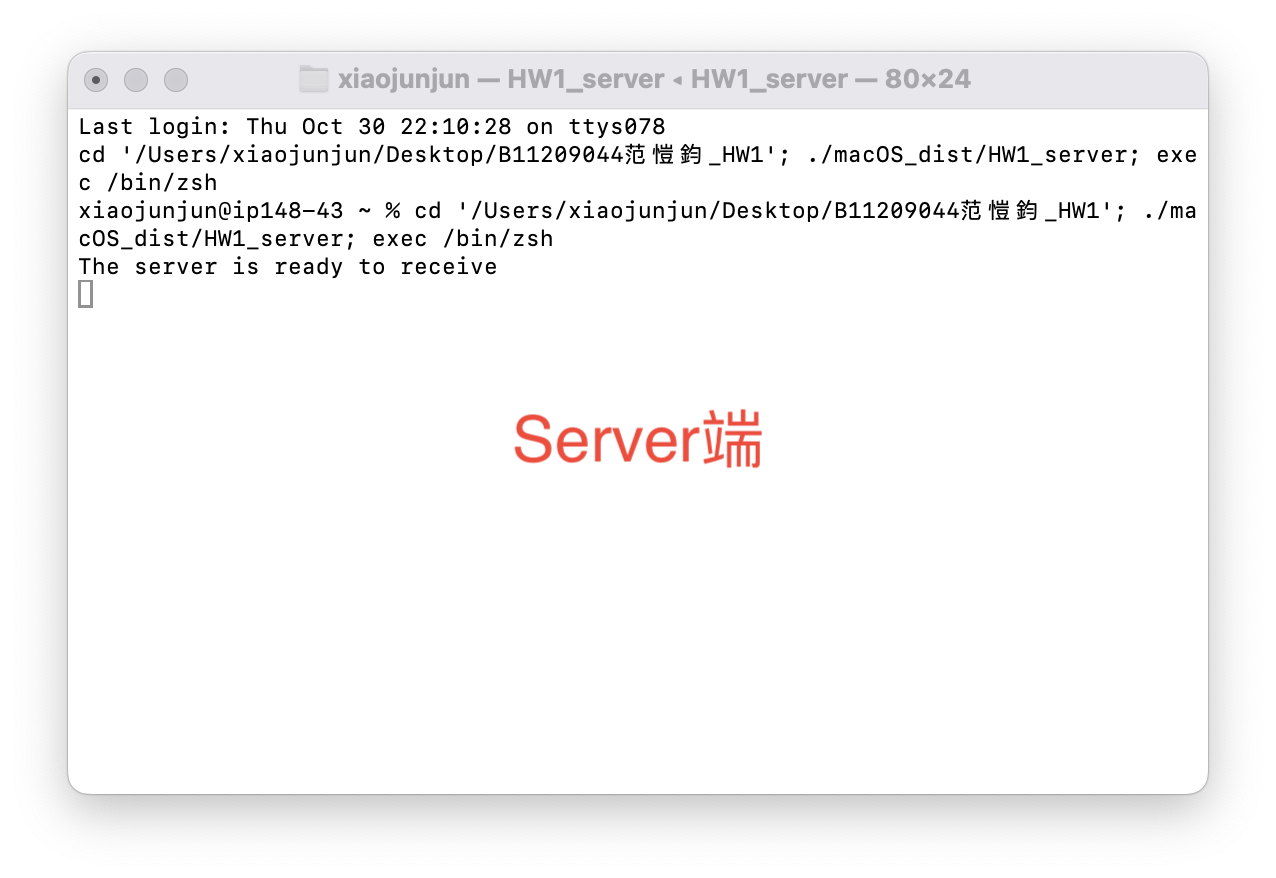 xiaojunjun — HW1_server ◂ HW1_server — 80×24
Last login: Thu Oct 30 22:10:28 on ttys078
cd '/Users/xiaojunjun/Desktop/B11209044范愷鈞_HW1'; ./macOS_dist/HW1_server; exe
c /bin/zsh
xiaojunjun@ip148-43 ~ % cd '/Users/xiaojunjun/Desktop/B11209044范愷鈞_HW1'; ./ma
cOS_dist/HW1_server; exec /bin/zsh
The server is ready to receive
Server端